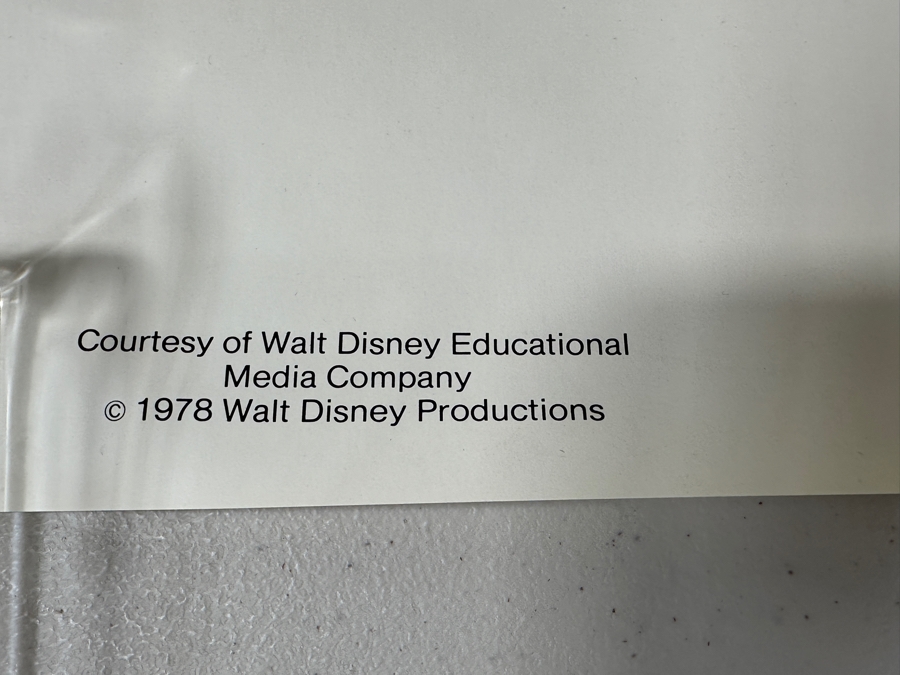 Courtesy of Walt Disney Educational
Media Company
© 1978 Walt Disney Productions